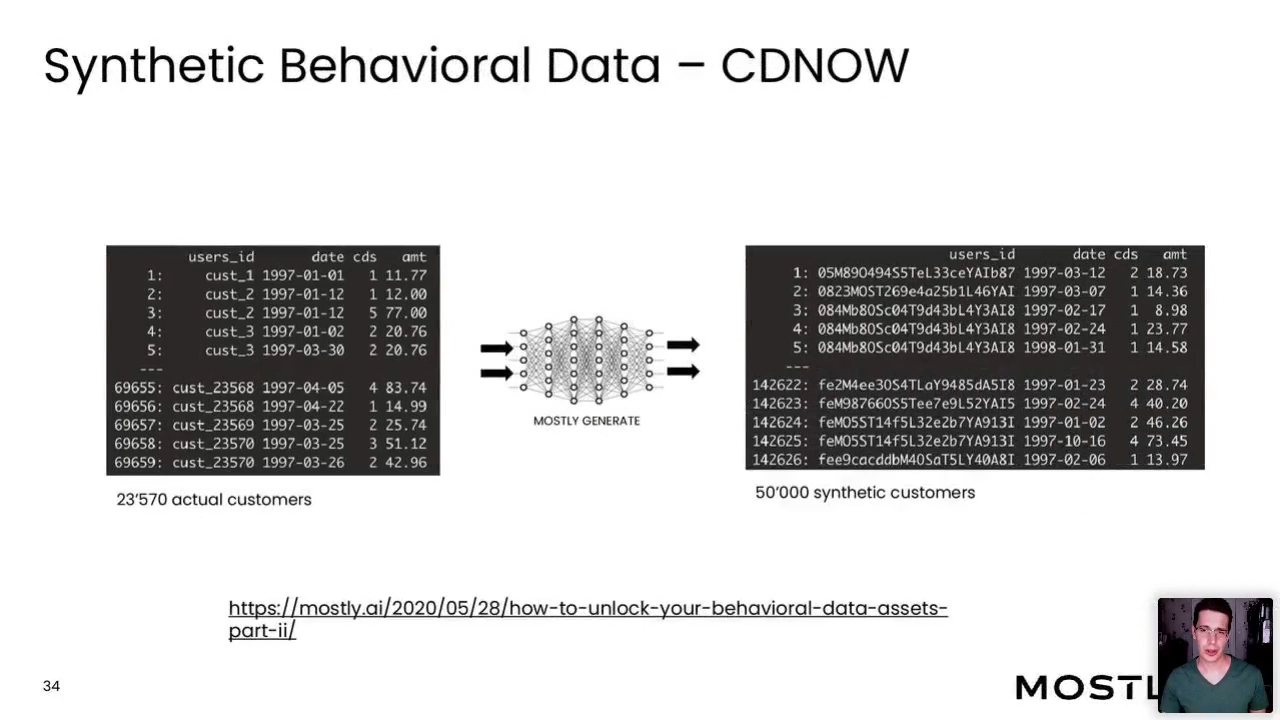 Synthetic Behavioral Data – CDNOW
users_id date cds amt
1: cust_1 1997-01-01 1 11.77
2: cust_2 1997-01-12 1 12.00
3: cust_2 1997-01-12 5 77.00
4: cust_3 1997-01-02 2 20.76
5: cust_3 1997-03-30 2 20.76
---
69655: cust_23568 1997-04-05 4 83.74
69656: cust_23568 1997-04-22 1 14.99
69657: cust_23569 1997-03-25 2 25.74
69658: cust_23570 1997-03-25 3 51.12
69659: cust_23570 1997-03-26 2 42.96
23’570 actual customers
MOSTLY GENERATE
users_id date cds amt
1: 05M89O494S5TeL33ceYAIb87 1997-03-12 2 18.73
2: 0823MOST269e4a25b1L46YAI 1997-03-07 1 14.36
3: 084Mb8OSc04T9d43bL4Y3AI8 1997-02-17 1 8.98
4: 084Mb8OSc04T9d43bL4Y3AI8 1997-02-24 1 23.77
5: 084Mb8OSc04T9d43bL4Y3AI8 1998-01-31 1 14.58
---
142622: fe2M4ee3OS4TLaY9485dA5I8 1997-01-23 2 28.74
142623: feM98766OS5Tee7e9L52YAI5 1997-02-24 4 40.20
142624: feMO5ST14f5L32e2b7YA913I 1997-01-02 2 46.26
142625: feMO5ST14f5L32e2b7YA913I 1997-10-16 4 73.45
142626: fee9cacddbM4OSaT5LY40A8I 1997-02-06 1 13.97
50’000 synthetic customers
https://mostly.ai/2020/05/28/how-to-unlock-your-behavioral-data-assets-
part-ii/
34
MOSTL